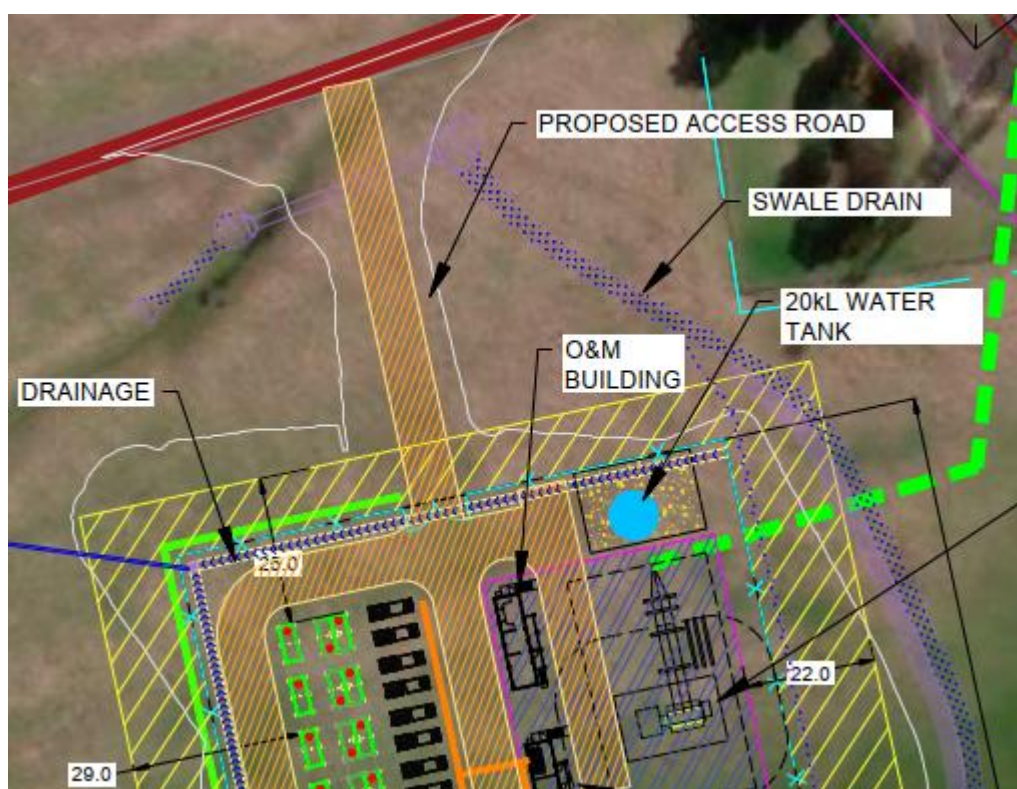 PROPOSED ACCESS ROAD
SWALE DRAIN
20kL WATER
TANK
O&M
BUILDING
DRAINAGE
25.0
22.0
29.0